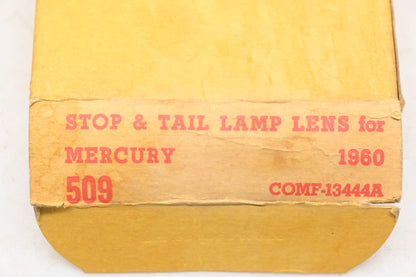 STOP & TAIL LAMP LENS for
MERCURY 1960
509 COMF-13444A